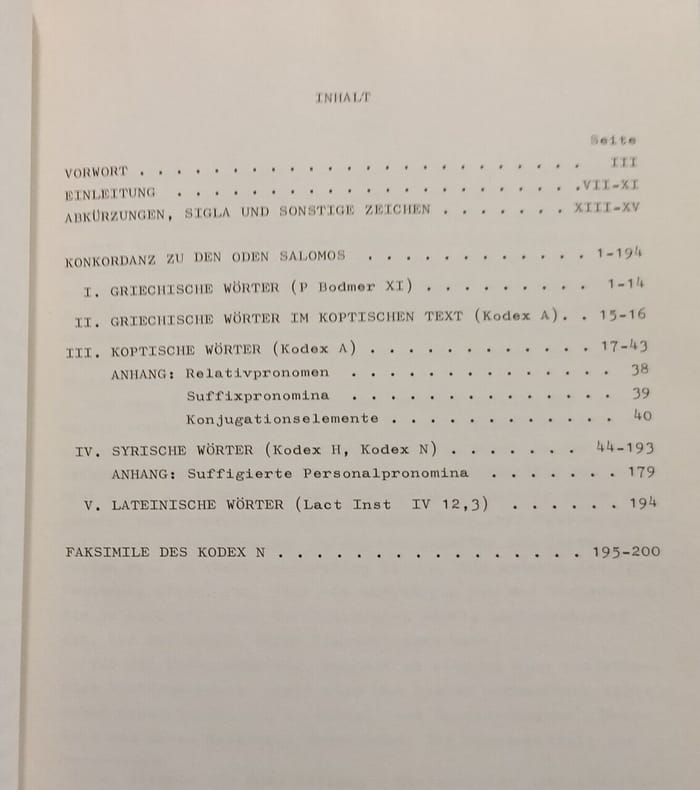 INHALT
Seite
VORWORT . . . . . . . . . . . . . . . . . . . . . . . . III
EINLEITUNG . . . . . . . . . . . . . . . . . . . . . .VII-XI
ABKÜRZUNGEN, SIGLA UND SONSTIGE ZEICHEN . . . . . . . XIII-XV
KONKORDANZ ZU DEN ODEN SALOMOS . . . . . . . . . . . . 1-194
I. GRIECHISCHE WÖRTER (P Bodmer XI) . . . . . . . . . 1-14
II. GRIECHISCHE WÖRTER IM KOPTISCHEN TEXT (Kodex A). . 15-16
III. KOPTISCHE WÖRTER (Kodex A) . . . . . . . . . . . . 17-43
ANHANG: Relativpronomen . . . . . . . . . . . . . 38
Suffixpronomina . . . . . . . . . . . . . 39
Konjugationselemente . . . . . . . . . . . 40
IV. SYRISCHE WÖRTER (Kodex H, Kodex N) . . . . . . . 44-193
ANHANG: Suffigierte Personalpronomina . . . . . . . 179
V. LATEINISCHE WÖRTER (Lact Inst IV 12,3) . . . . . . 194
FAKSIMILE DES KODEX N . . . . . . . . . . . . . . . . 195-200